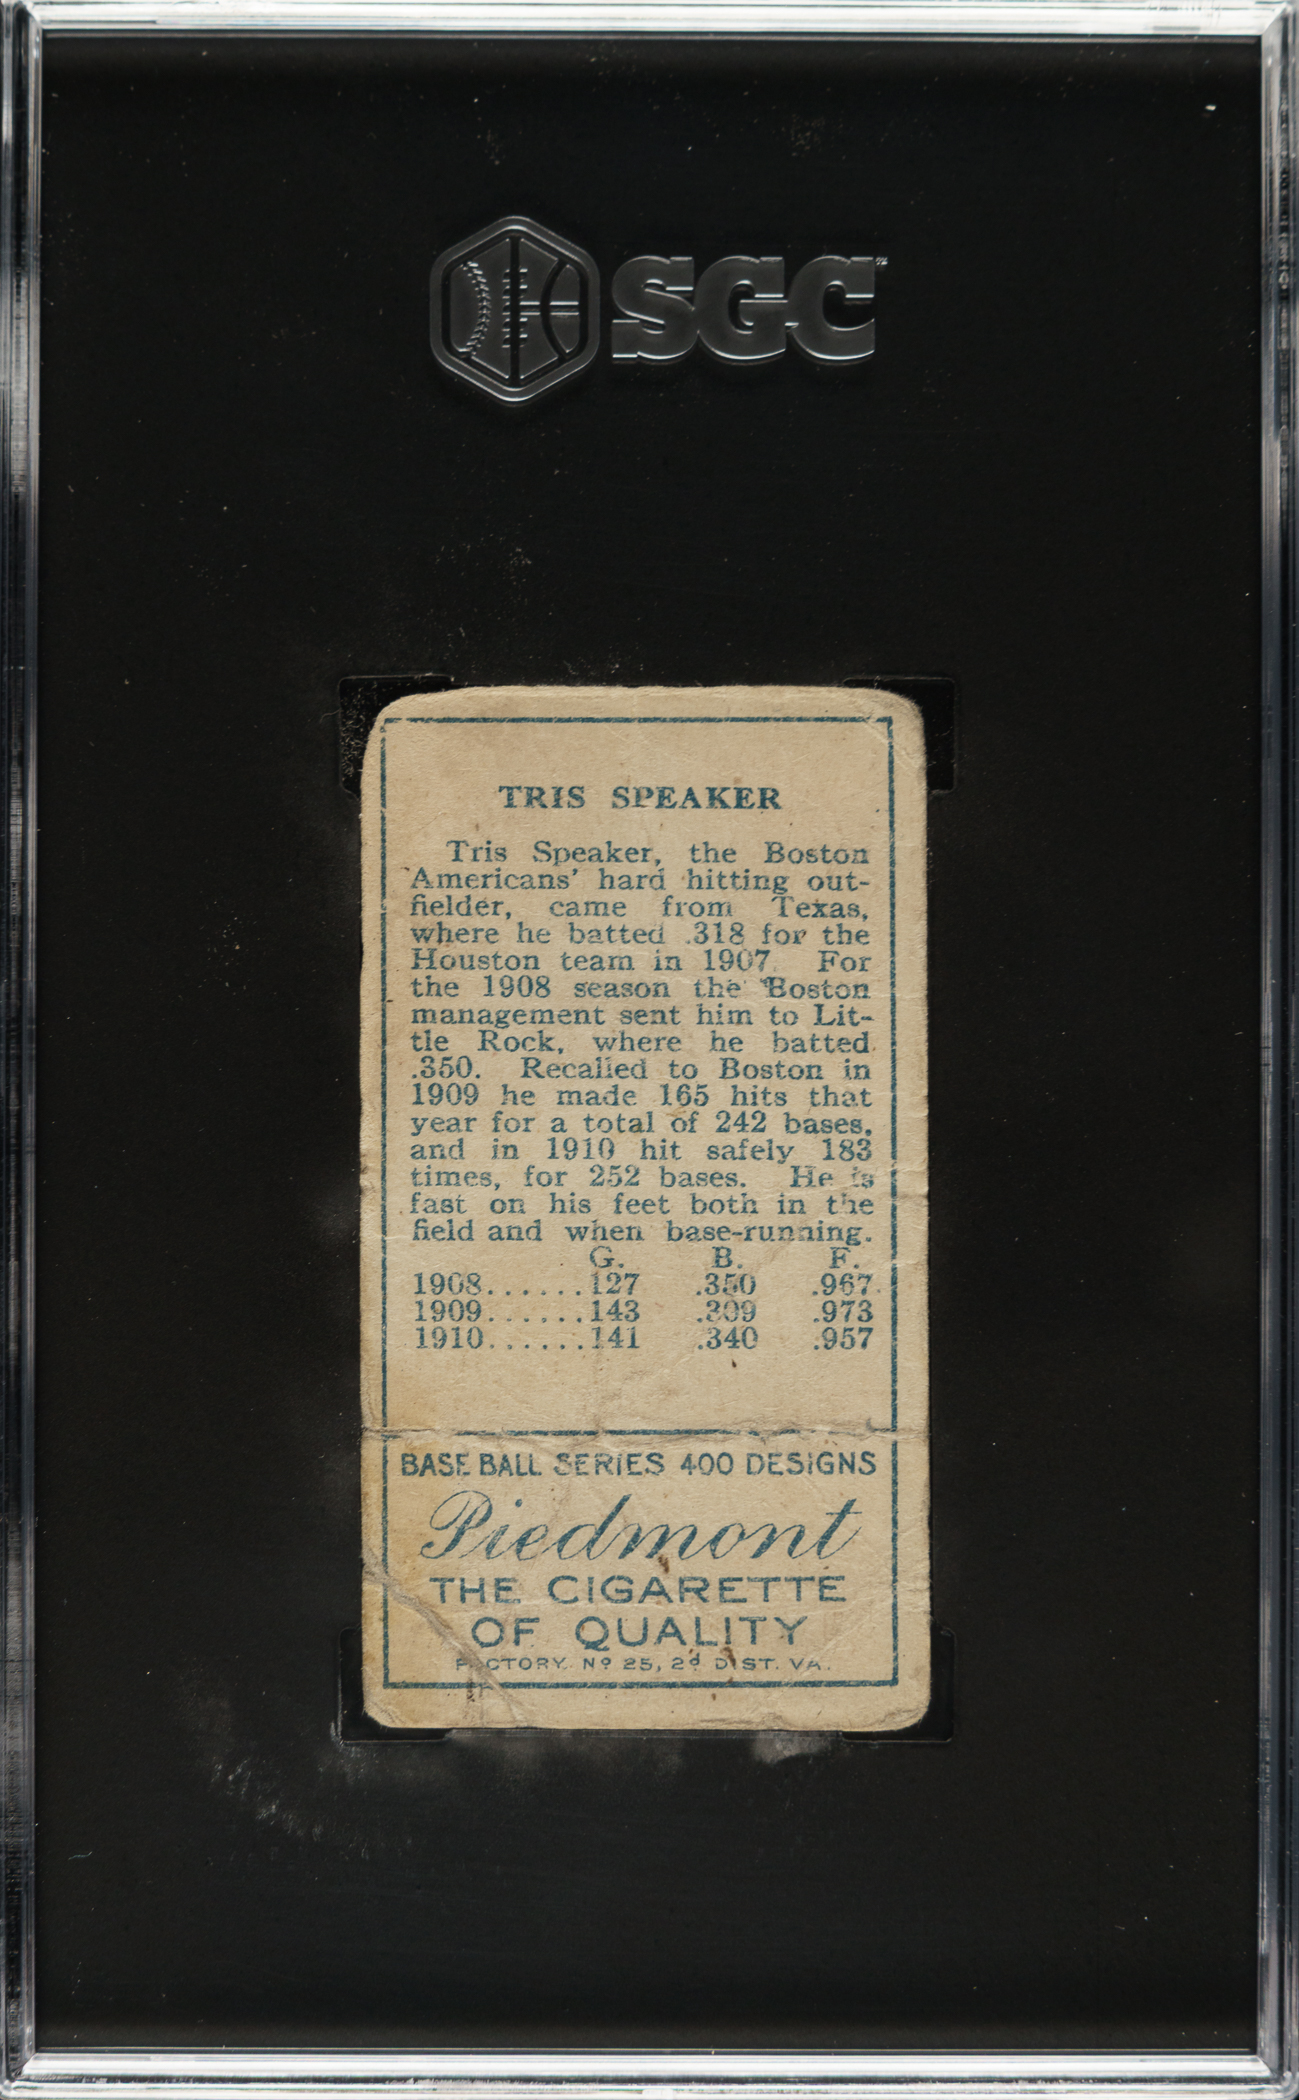 SGC
TRIS SPEAKER
Tris Speaker, the Boston
Americans' hard hitting out-
fielder, came from Texas,
where he batted .318 for the
Houston team in 1907. For
the 1908 season the Boston
management sent him to Lit-
tle Rock, where he batted
.350. Recalled to Boston in
1909 he made 165 hits that
year for a total of 242 bases,
and in 1910 hit safely 183
times, for 252 bases. He is
fast on his feet both in the
field and when base-running.
G. B. F.
1908......127 .350 .967
1909......143 .309 .973
1910......141 .340 .957
BASE BALL SERIES 400 DESIGNS
Piedmont
THE CIGARETTE
OF QUALITY
FACTORY Nº 25, 2d DIST. VA.